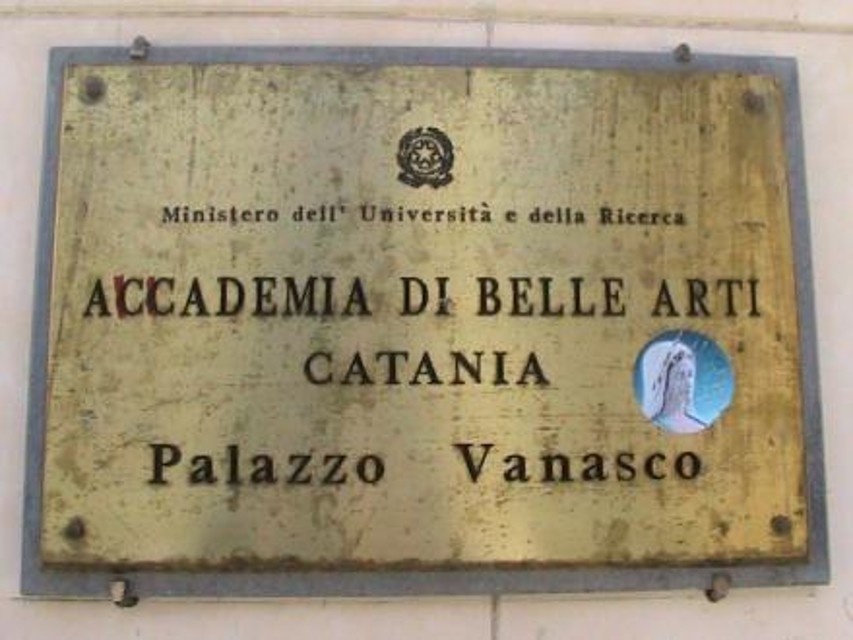 Ministero dell' Università e della Ricerca
ACCADEMIA DI BELLE ARTI
CATANIA
Palazzo Vanasco